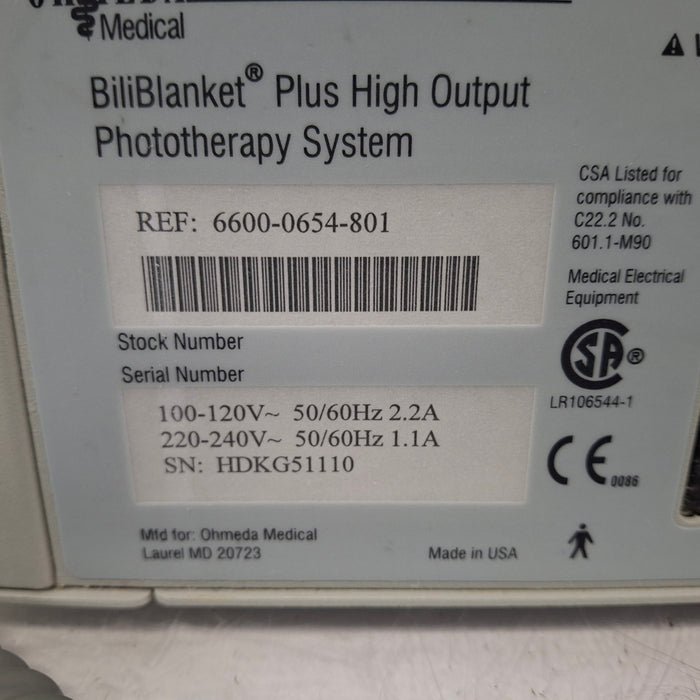 Medical
BiliBlanket® Plus High Output
Phototherapy System
REF: 6600-0654-801
CSA Listed for
compliance with
C22.2 No.
601.1-M90
Medical Electrical
Equipment
Stock Number
Serial Number
SA®
LR106544-1
100-120V~ 50/60Hz 2.2A
220-240V~ 50/60Hz 1.1A
SN: HDKG51110
CE 0086
Mfd for: Ohmeda Medical
Laurel MD 20723
Made in USA